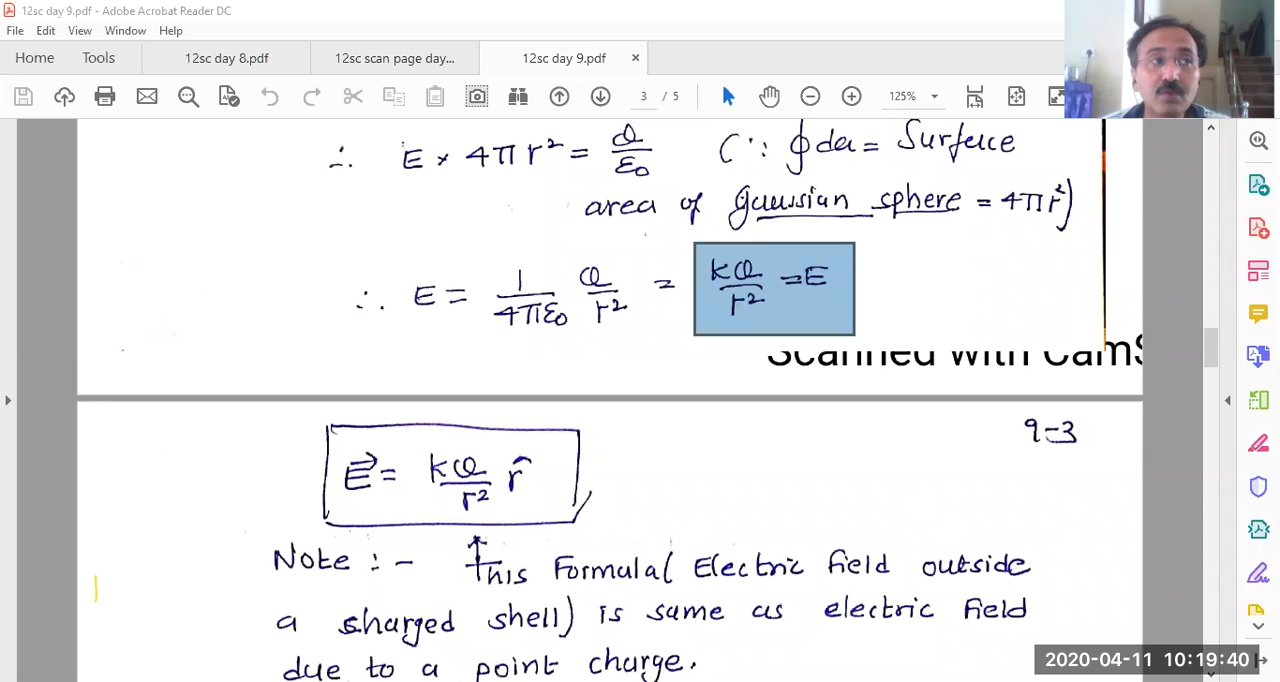 12sc day 9.pdf - Adobe Acrobat Reader DC
File Edit View Window Help
Home Tools 12sc day 8.pdf 12sc scan page day... 12sc day 9.pdf ×
3 / 5 125%
∴ E × 4π r² = Q/ε₀ (∵ ∮da = Surface
area of gaussian sphere = 4πr²)
∴ E = 1/4πε₀ Q/r² = kQ/r² = E
Scanned with CamS
9-3
E⃗ = kQ/r² r̂
Note :- This Formula( Electric field outside
a sharged shell) is same as electric field
due to a point charge.
2020-04-11 10:19:40